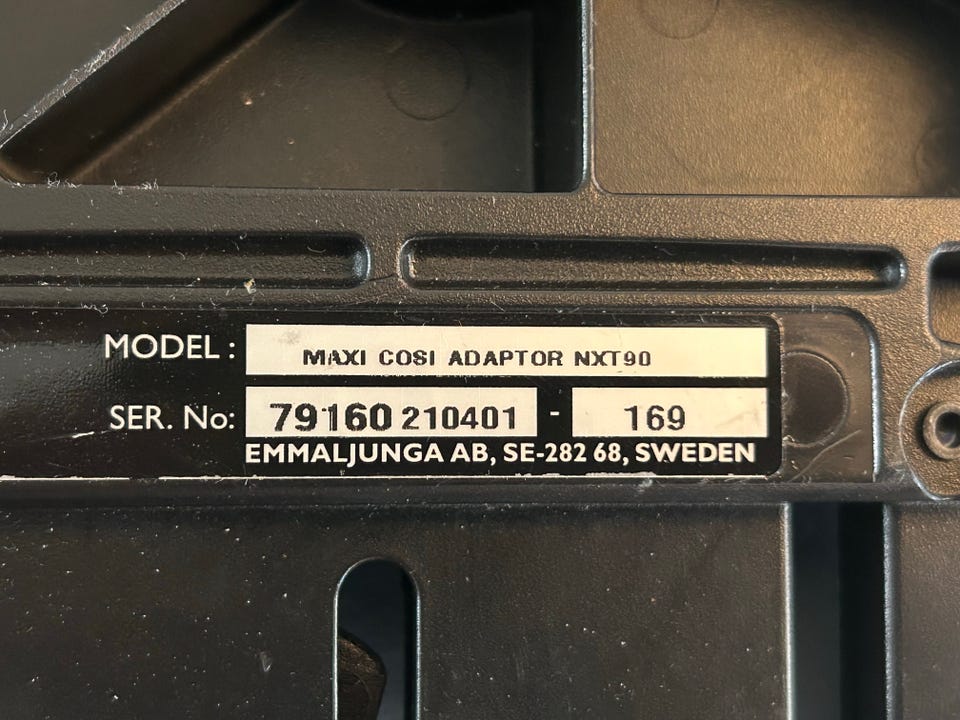 MODEL : MAXI COSI ADAPTOR NXT90
SER. No: 79160 210401 - 169
EMMALJUNGA AB, SE-282 68, SWEDEN